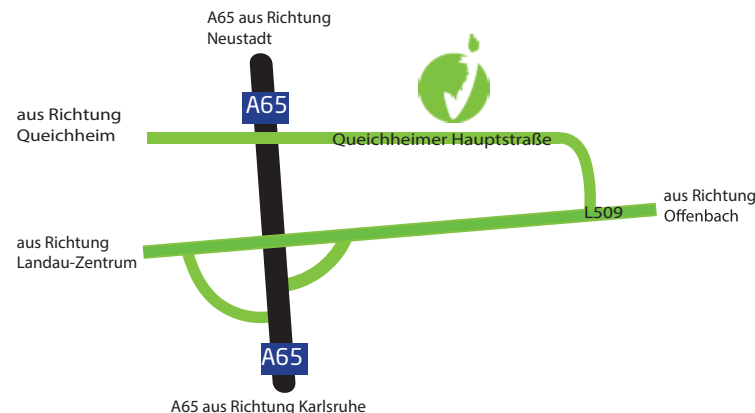 A65 aus Richtung
Neustadt
A65
aus Richtung
Queichheim
Queichheimer Hauptstraße
aus Richtung
Offenbach
L509
aus Richtung
Landau-Zentrum
A65
A65 aus Richtung Karlsruhe